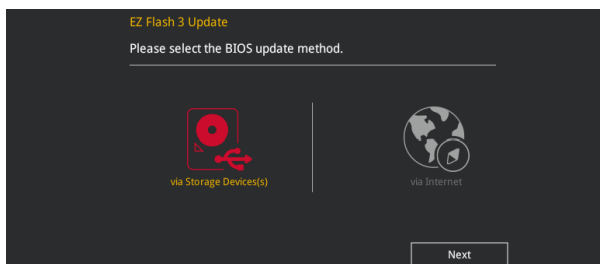 EZ Flash 3 Update
Please select the BIOS update method.
via Storage Devices(s)
via Internet
Next